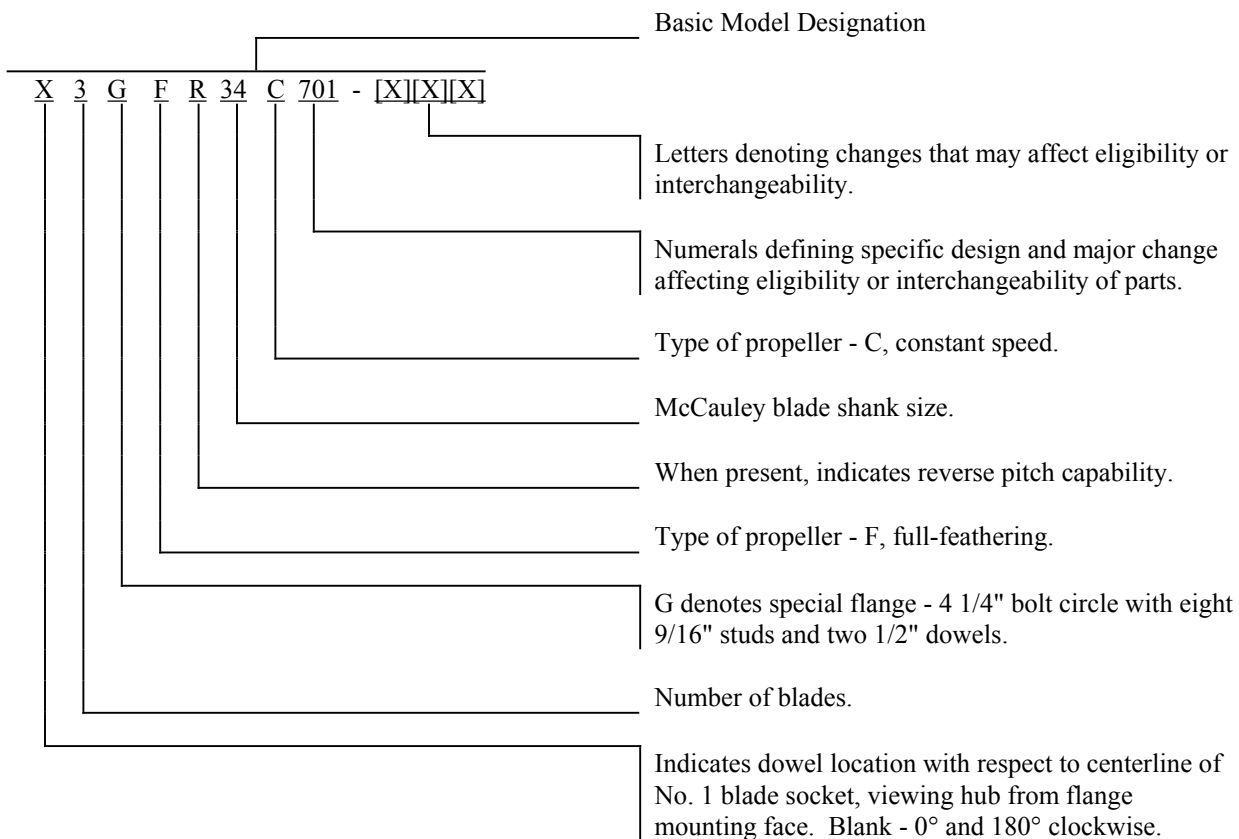 Basic Model Designation
X 3 G F R 34 C 701 - [X][X][X]
Letters denoting changes that may affect eligibility or
interchangeability.
Numerals defining specific design and major change
affecting eligibility or interchangeability of parts.
Type of propeller - C, constant speed.
McCauley blade shank size.
When present, indicates reverse pitch capability.
Type of propeller - F, full-feathering.
G denotes special flange - 4 1/4" bolt circle with eight
9/16" studs and two 1/2" dowels.
Number of blades.
Indicates dowel location with respect to centerline of
No. 1 blade socket, viewing hub from flange
mounting face.  Blank - 0° and 180° clockwise.